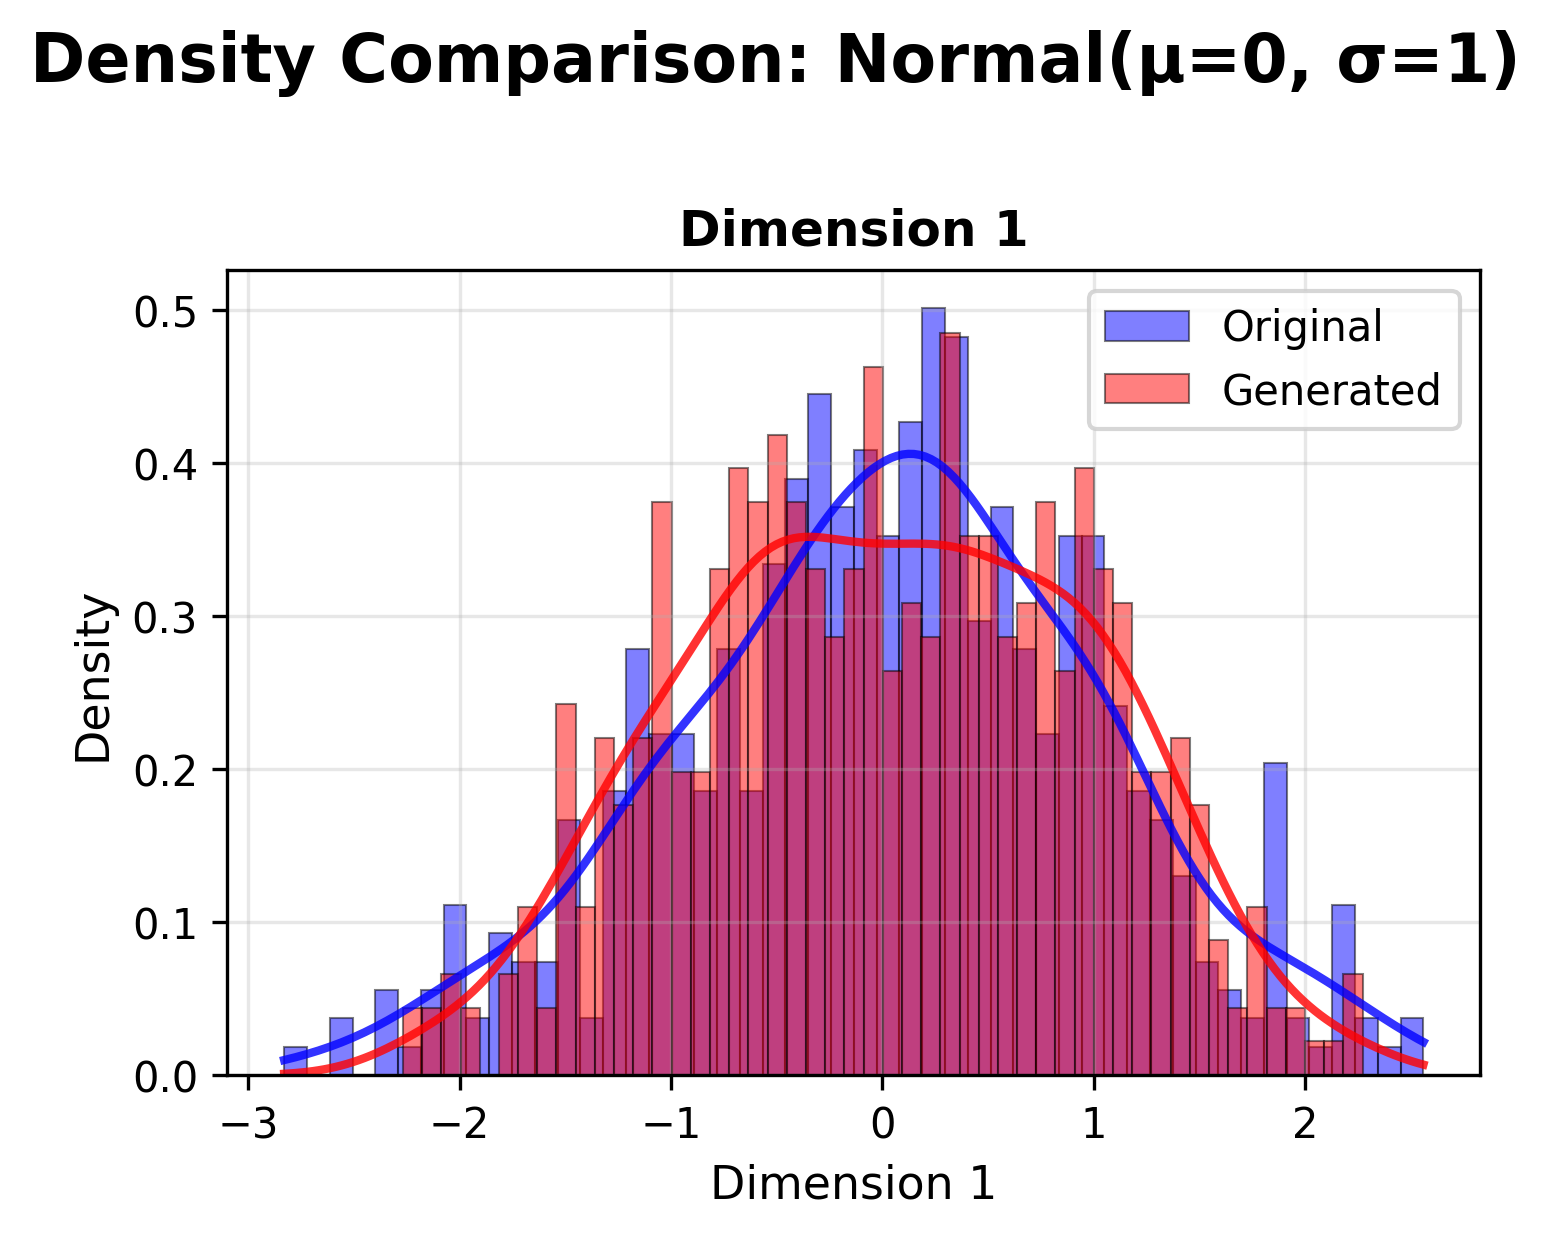 Density Comparison: Normal(μ=0, σ=1)
Dimension 1
Original
Generated
Density
0.5
0.4
0.3
0.2
0.1
0.0
−3
−2
−1
0
1
2
Dimension 1